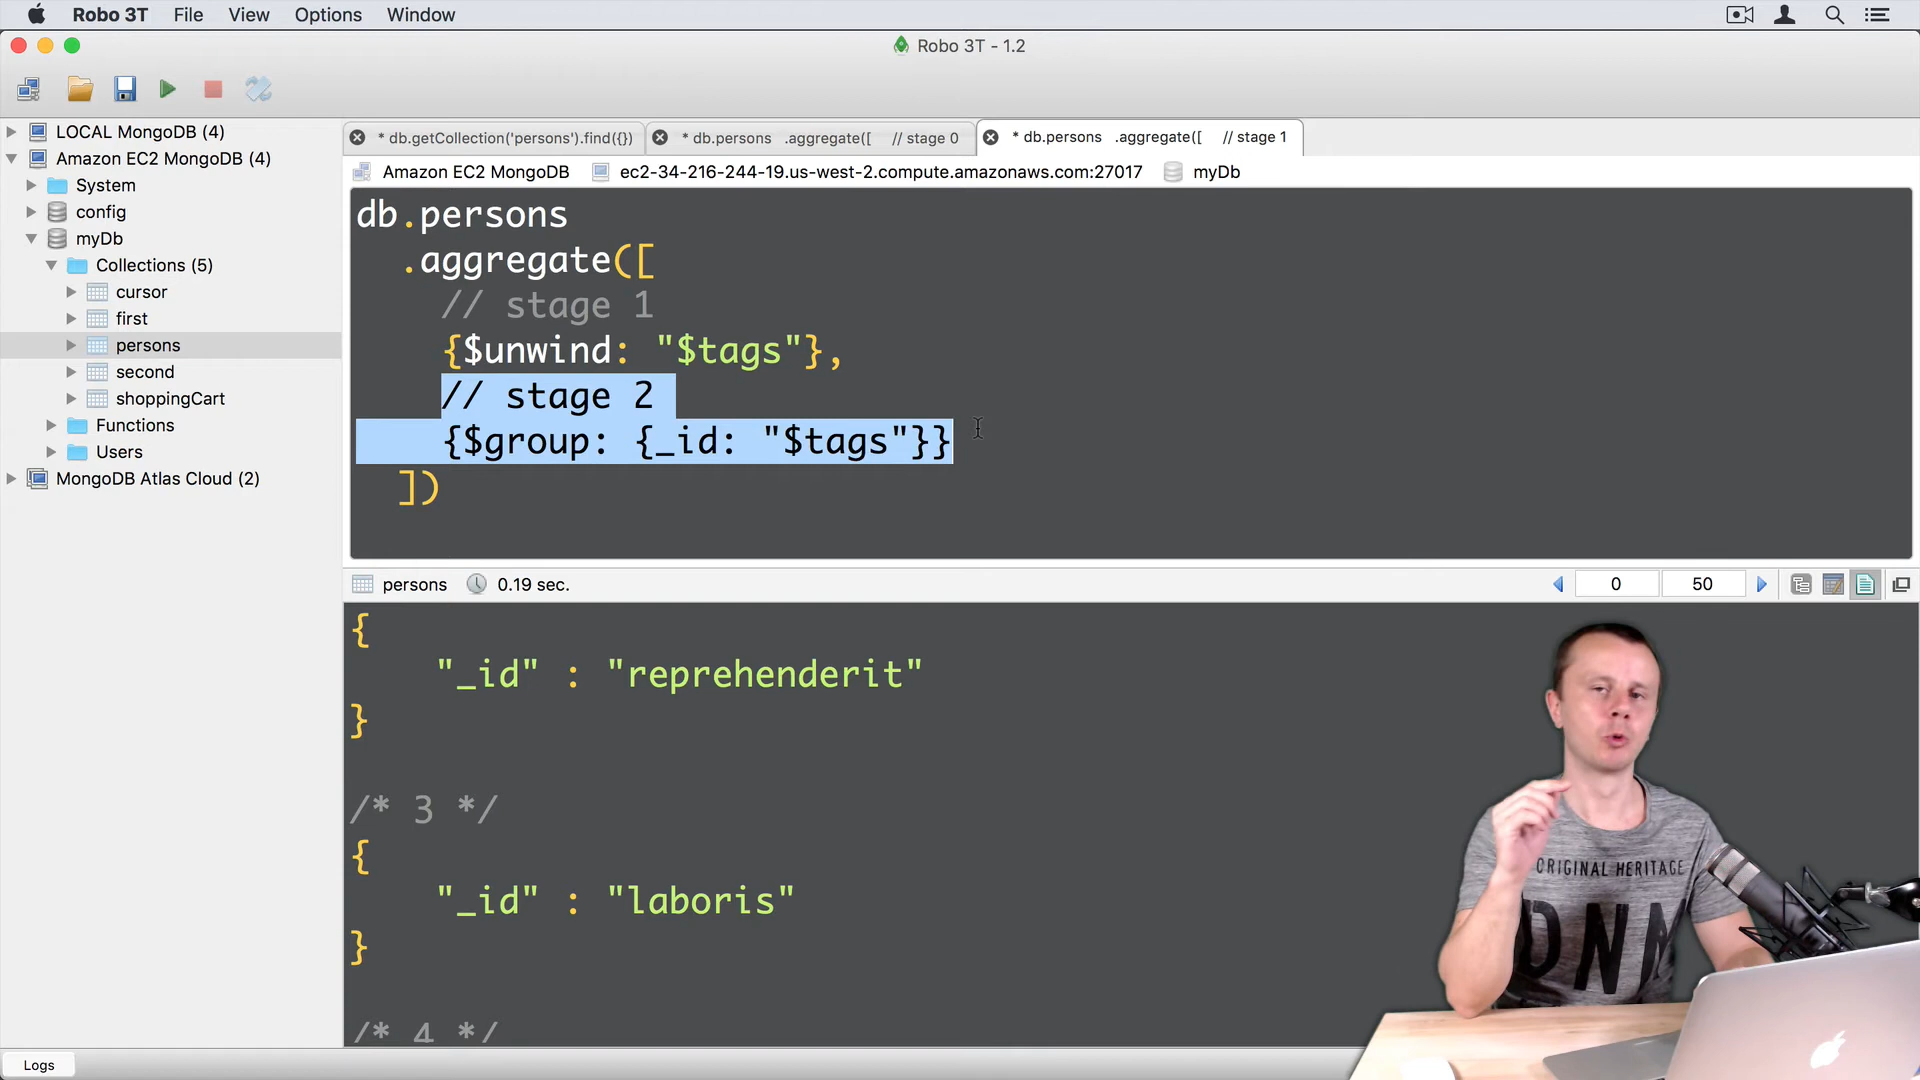 Robo 3T File View Options Window
Robo 3T - 1.2
LOCAL MongoDB (4)
Amazon EC2 MongoDB (4)
System
config
myDb
Collections (5)
cursor
first
persons
second
shoppingCart
Functions
Users
MongoDB Atlas Cloud (2)
* db.getCollection('persons').find({}) * db.persons .aggregate([ // stage 0 * db.persons .aggregate([ // stage 1
Amazon EC2 MongoDB ec2-34-216-244-19.us-west-2.compute.amazonaws.com:27017 myDb
db.persons
.aggregate([
// stage 1
{$unwind: "$tags"},
// stage 2
{$group: {_id: "$tags"}}
])
persons 0.19 sec. 0 50
{
"_id" : "reprehenderit"
}
/* 3 */
{
"_id" : "laboris"
}
/* 4 */
ORIGINAL HERITAGE
DNM
Logs